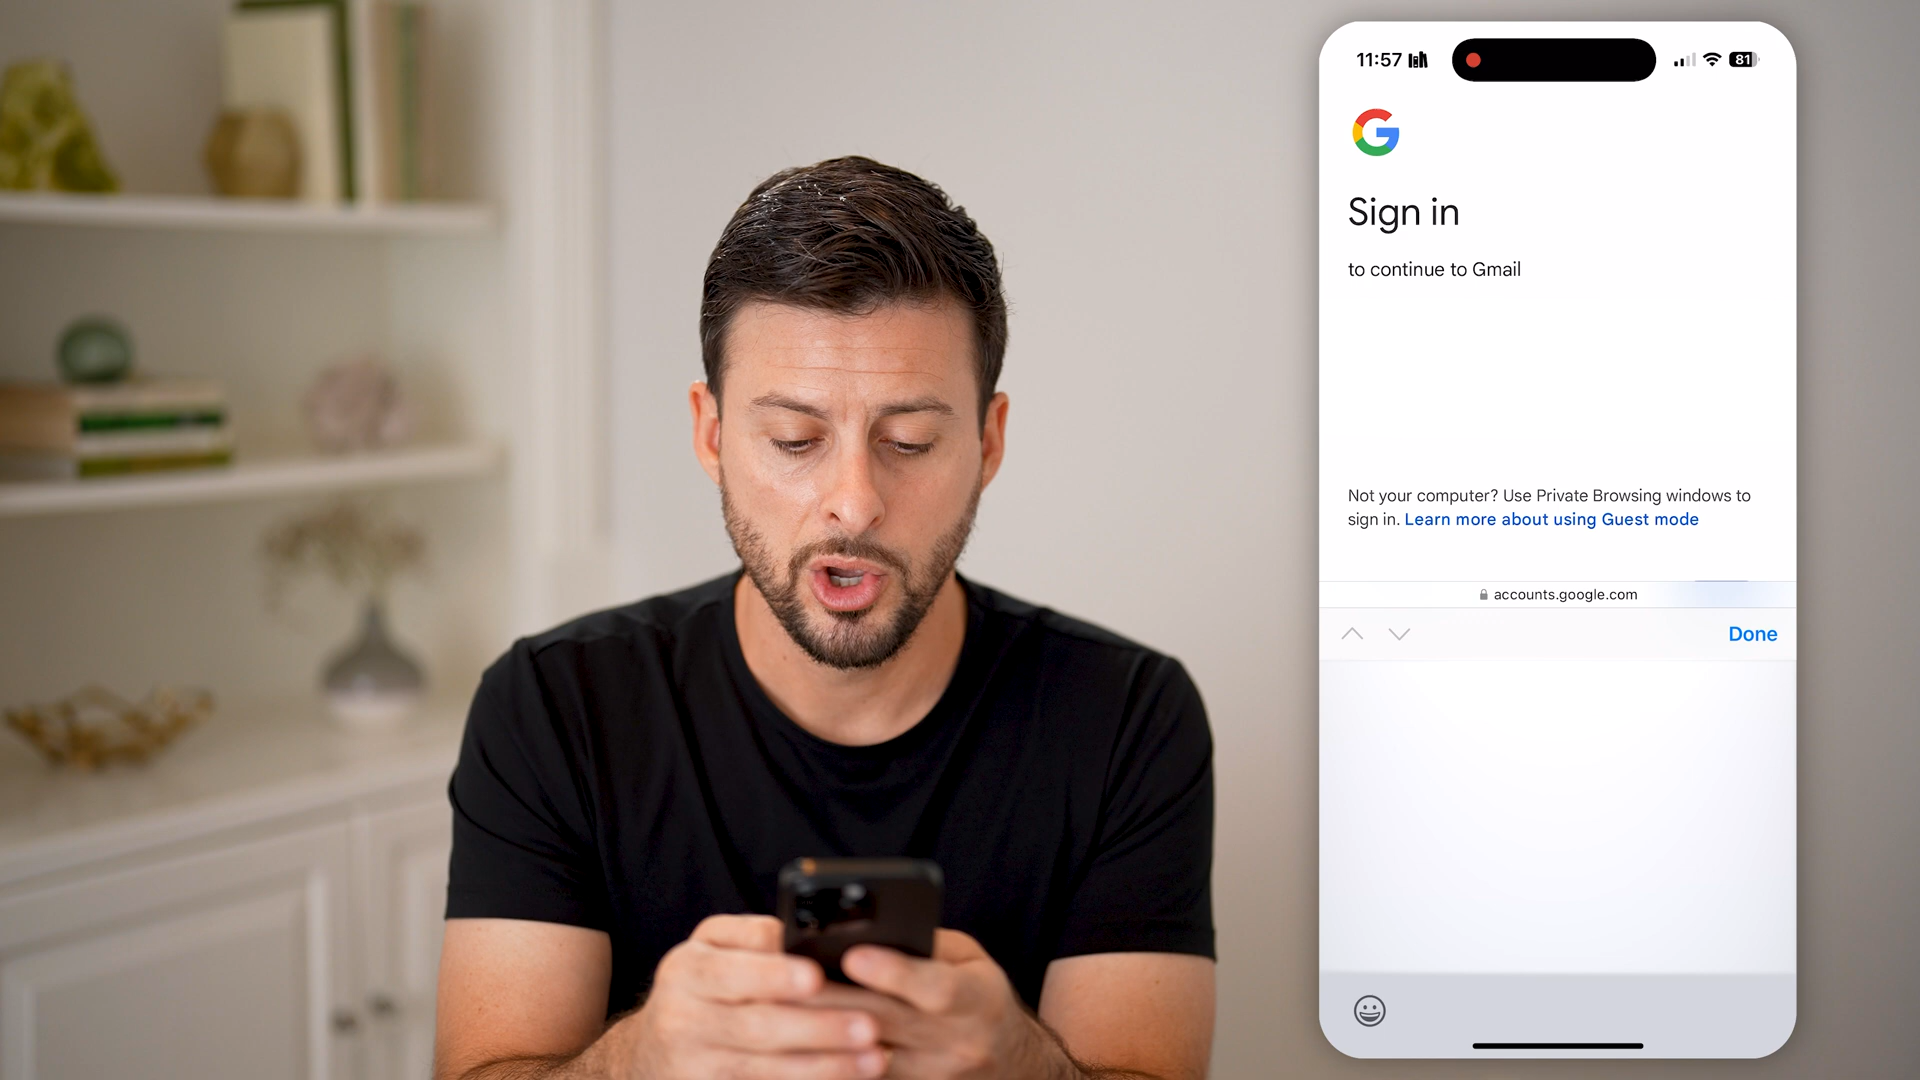 11:57
81
Sign in
to continue to Gmail
Not your computer? Use Private Browsing windows to
sign in. Learn more about using Guest mode
accounts.google.com
Done